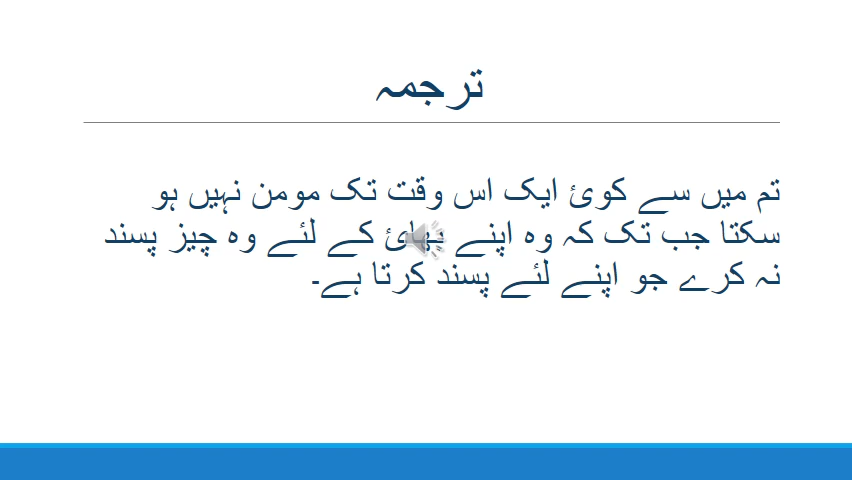 ترجمہ
تم میں سے کوئ ایک اس وقت تک مومن نہیں ہو
سکتا جب تک کہ وہ اپنے بھائ کے لئے وہ چیز پسند
نہ کرے جو اپنے لئے پسند کرتا ہے۔